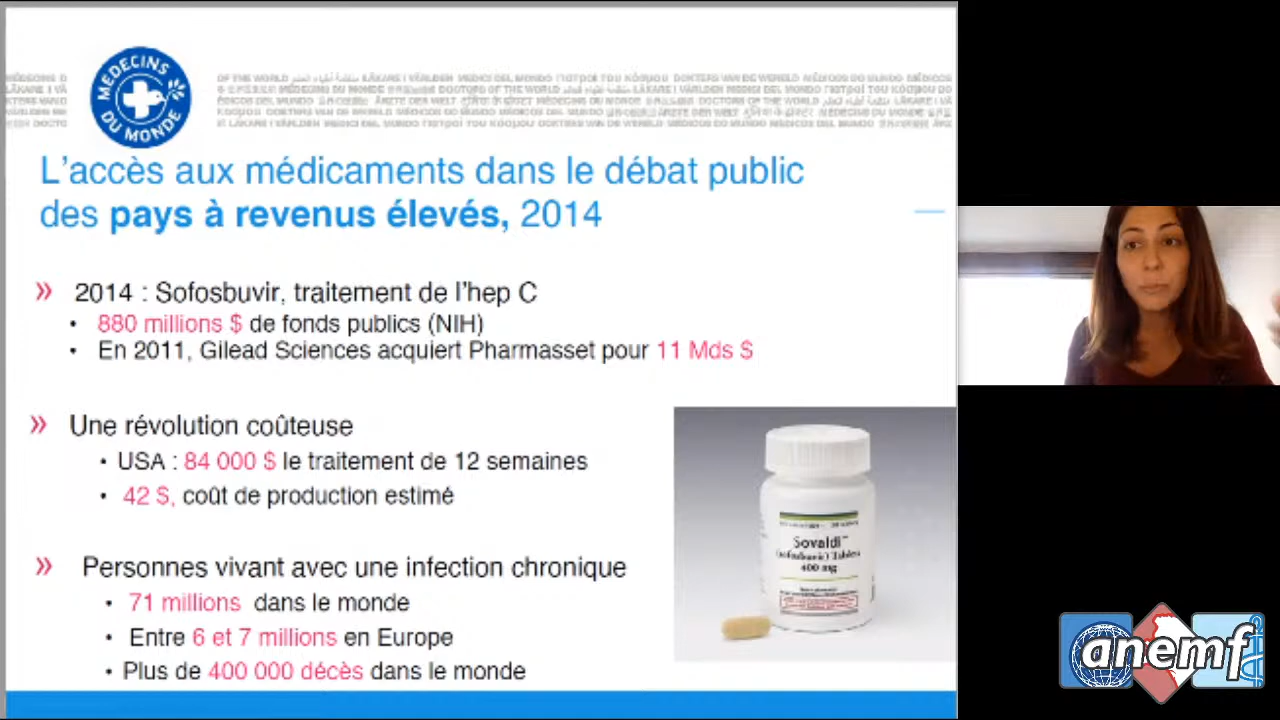 MÉDECINS DU MONDE
L'accès aux médicaments dans le débat public
des pays à revenus élevés, 2014
» 2014 : Sofosbuvir, traitement de l'hep C
• 880 millions $ de fonds publics (NIH)
• En 2011, Gilead Sciences acquiert Pharmasset pour 11 Mds $
» Une révolution coûteuse
• USA : 84 000 $ le traitement de 12 semaines
• 42 $, coût de production estimé
» Personnes vivant avec une infection chronique
• 71 millions dans le monde
• Entre 6 et 7 millions en Europe
• Plus de 400 000 décès dans le monde
Sovaldi™
(sofosbuvir) Tablets
400 mg
anemf